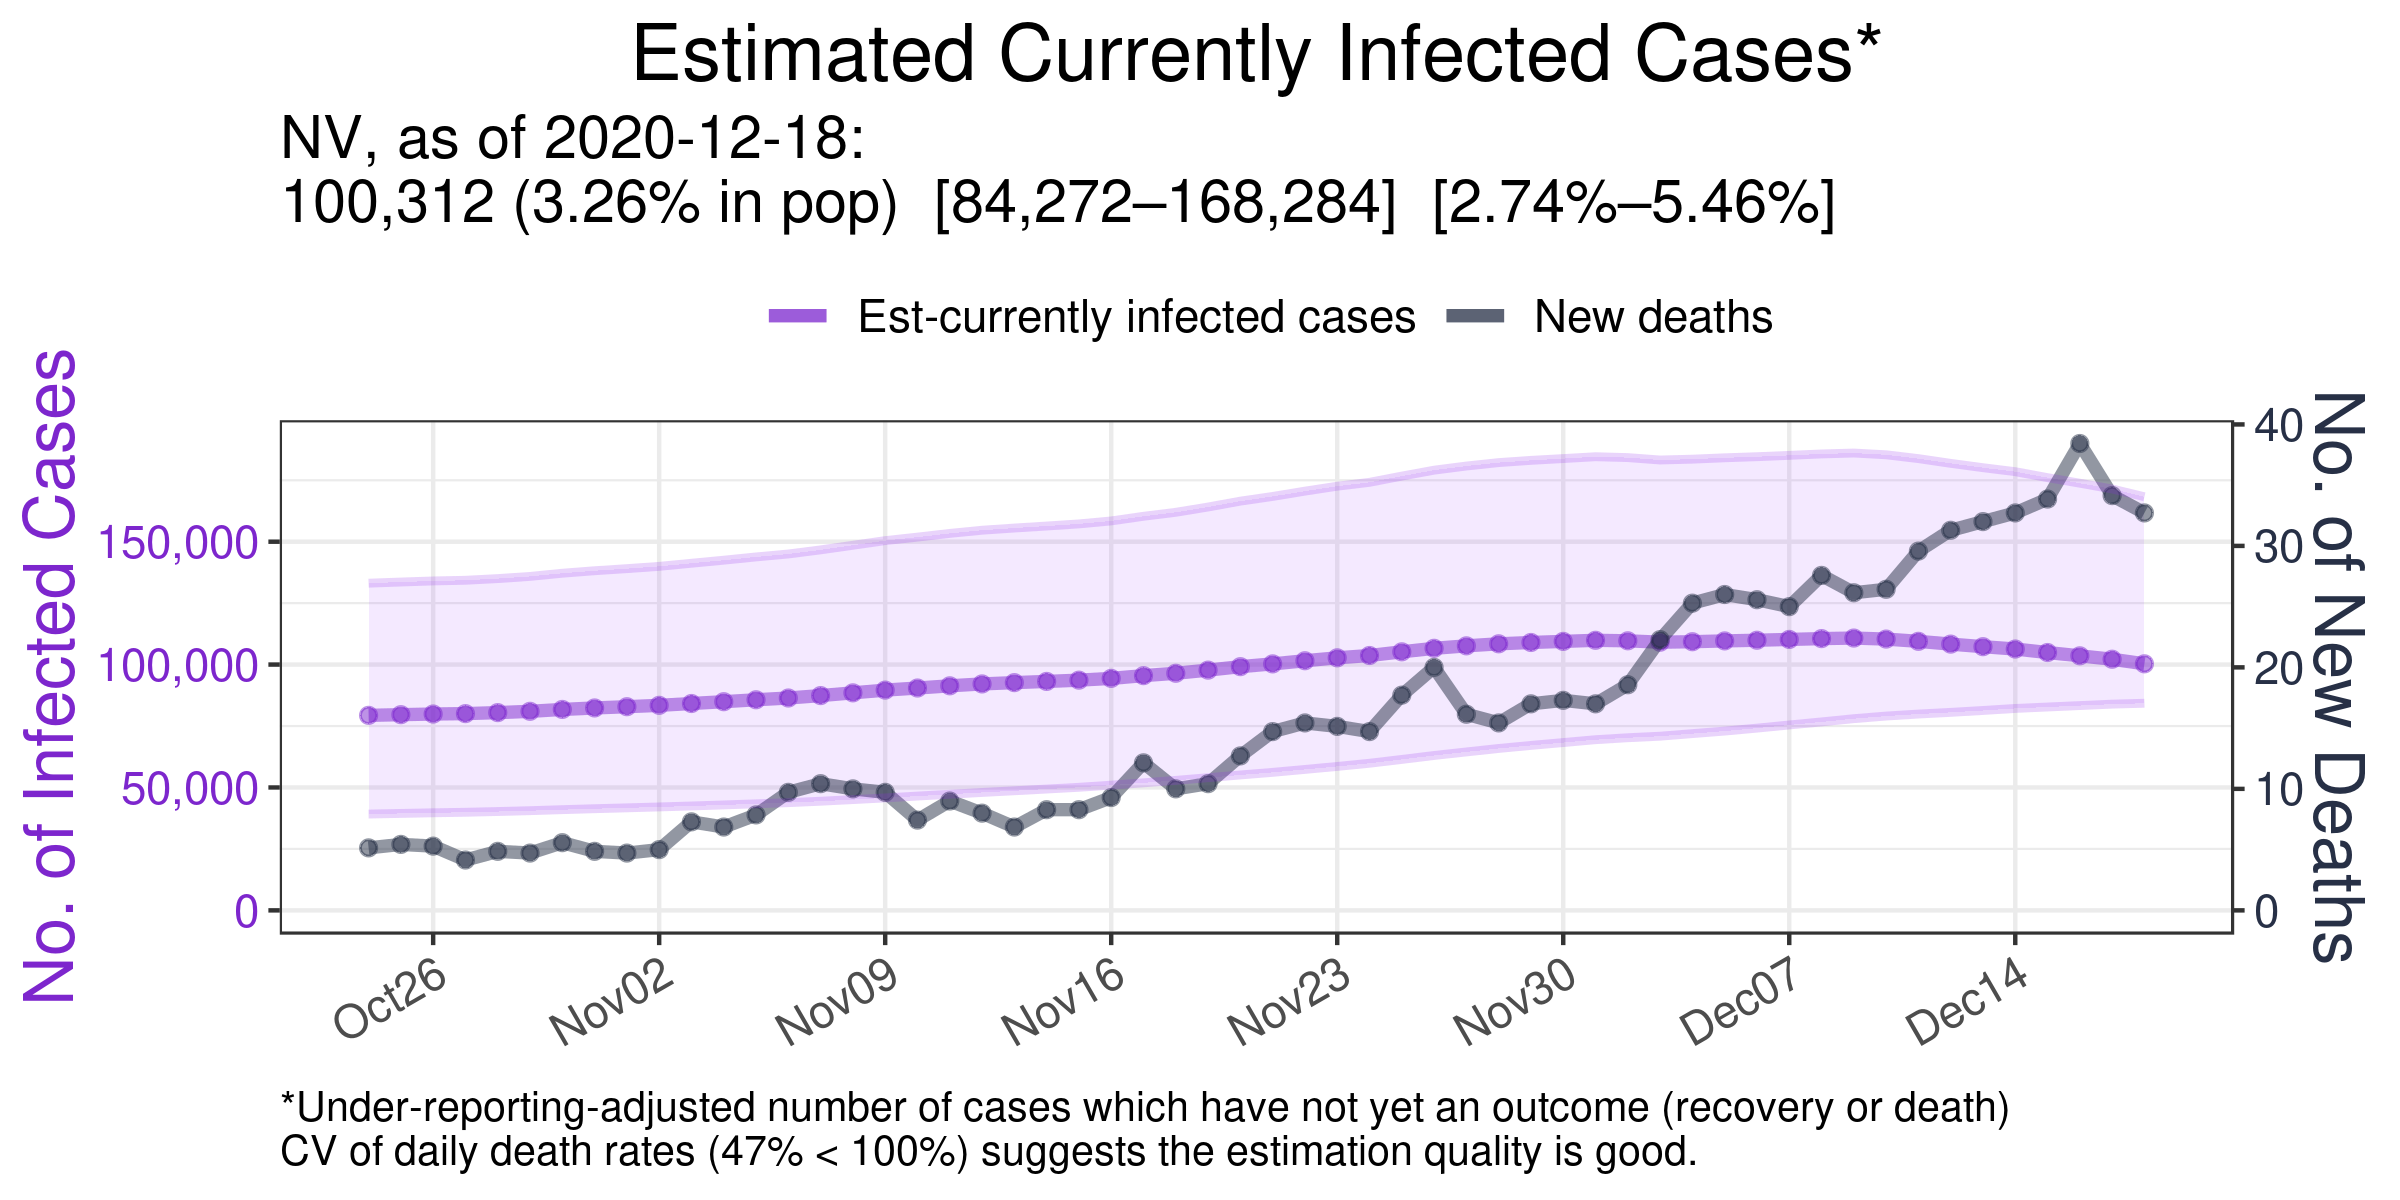 Estimated Currently Infected Cases*
NV, as of 2020-12-18:
100,312 (3.26% in pop)  [84,272–168,284]  [2.74%–5.46%]
Est-currently infected cases
New deaths
No. of Infected Cases
150,000
100,000
50,000
0
40
30
20
10
0
No. of New Deaths
Oct26
Nov02
Nov09
Nov16
Nov23
Nov30
Dec07
Dec14
*Under-reporting-adjusted number of cases which have not yet an outcome (recovery or death)
CV of daily death rates (47% < 100%) suggests the estimation quality is good.